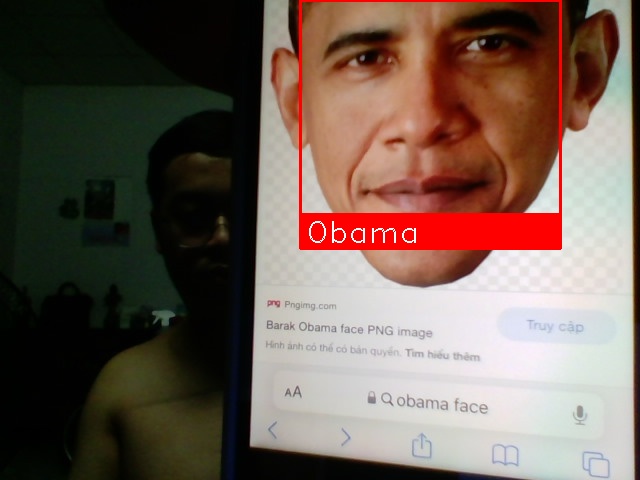 Obama
png Pngimg.com
Barak Obama face PNG image
Truy cập
Hình ảnh có thể có bản quyền. Tìm hiểu thêm
AA obama face